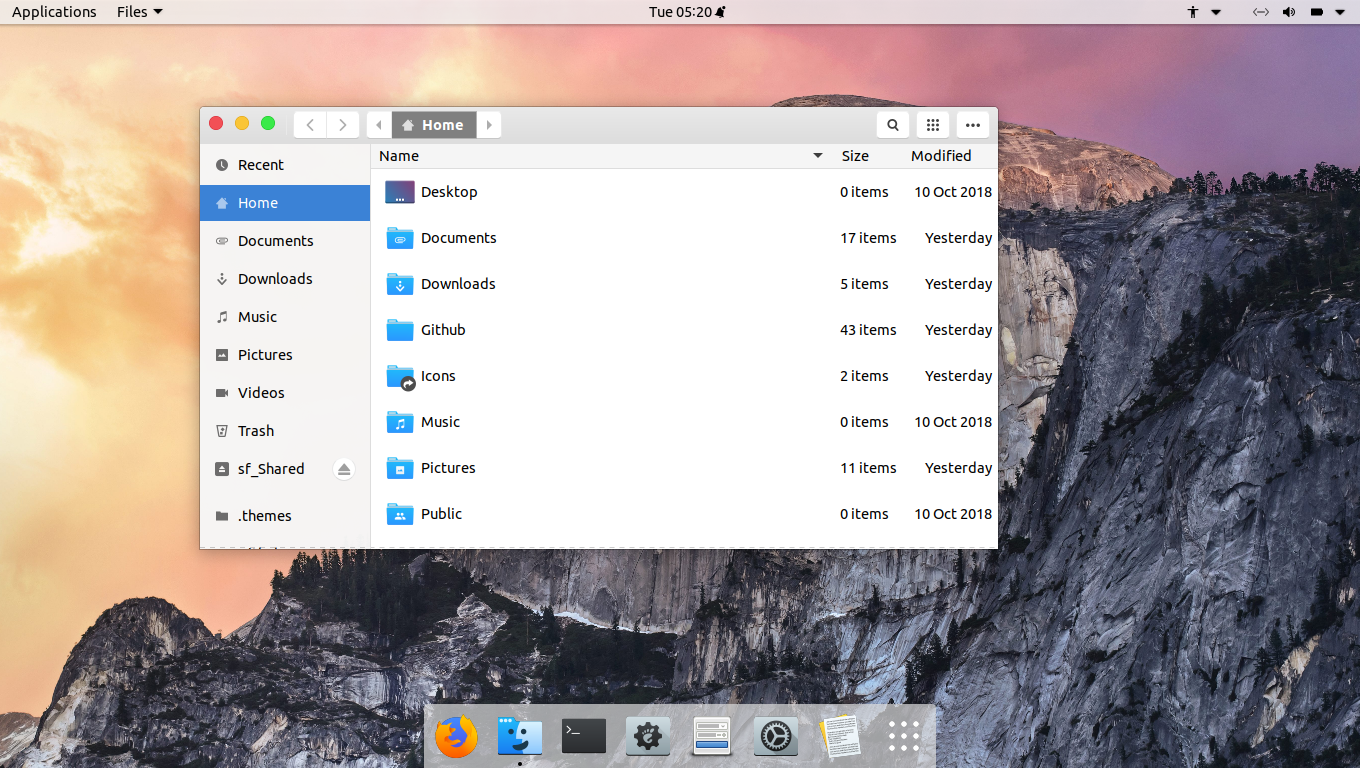 Applications Files Tue 05:20
Home
Name Size Modified
Recent
Home
Documents
Downloads
Music
Pictures
Videos
Trash
sf_Shared
.themes
Desktop 0 items 10 Oct 2018
Documents 17 items Yesterday
Downloads 5 items Yesterday
Github 43 items Yesterday
Icons 2 items Yesterday
Music 0 items 10 Oct 2018
Pictures 11 items Yesterday
Public 0 items 10 Oct 2018
>_